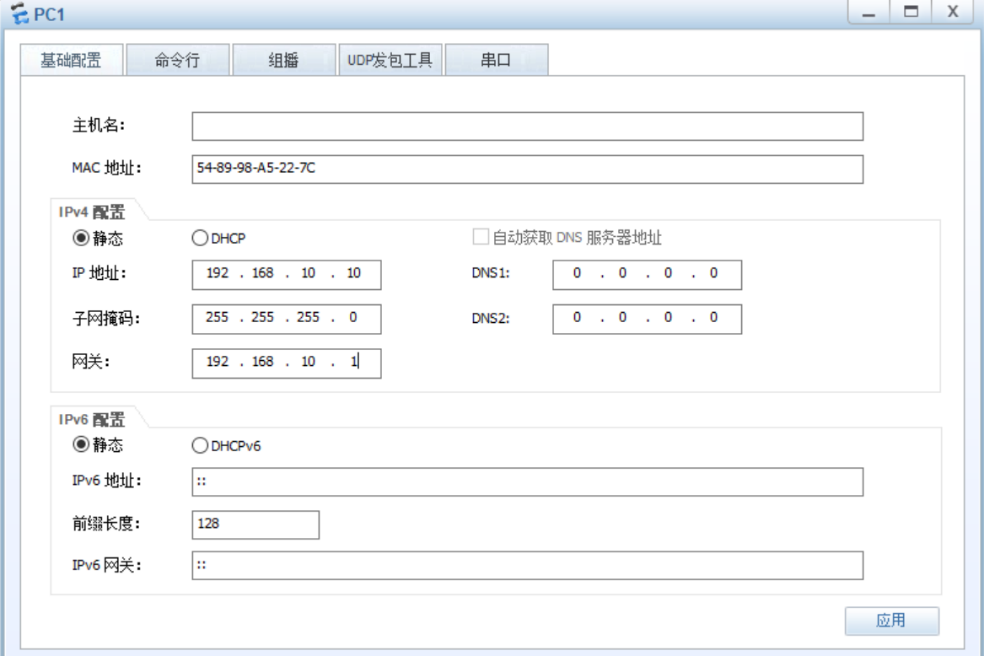 PC1
基础配置 命令行 组播 UDP发包工具 串口
主机名:
MAC 地址: 54-89-98-A5-22-7C
IPv4 配置
静态 DHCP 自动获取 DNS 服务器地址
IP 地址: 192 . 168 . 10 . 10 DNS1: 0 . 0 . 0 . 0
子网掩码: 255 . 255 . 255 . 0 DNS2: 0 . 0 . 0 . 0
网关: 192 . 168 . 10 . 1
IPv6 配置
静态 DHCPv6
IPv6 地址: ::
前缀长度: 128
IPv6 网关: ::
应用